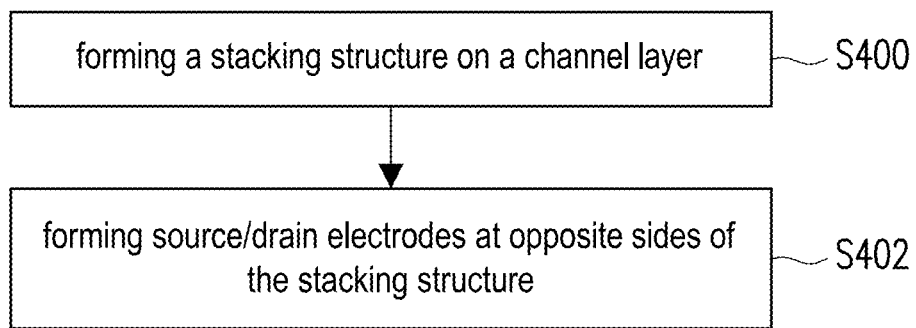 forming a stacking structure on a channel layer
S400
forming source/drain electrodes at opposite sides of
the stacking structure
S402